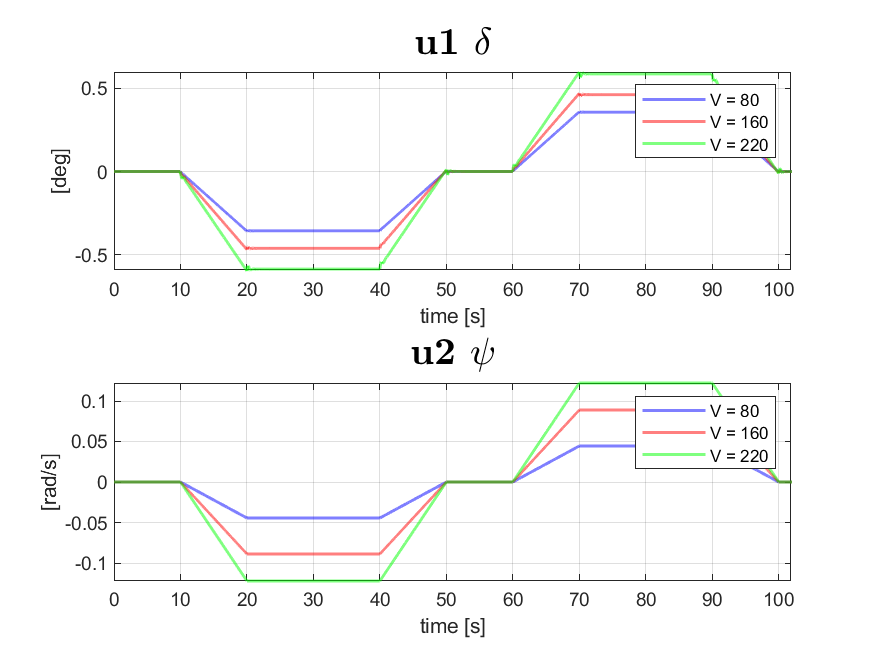 u1 δ
[deg]
0.5
0
-0.5
V = 80
V = 160
V = 220
0 10 20 30 40 50 60 70 80 90 100
time [s]
u2 ψ
[rad/s]
0.1
0.05
0
-0.05
-0.1
V = 80
V = 160
V = 220
0 10 20 30 40 50 60 70 80 90 100
time [s]